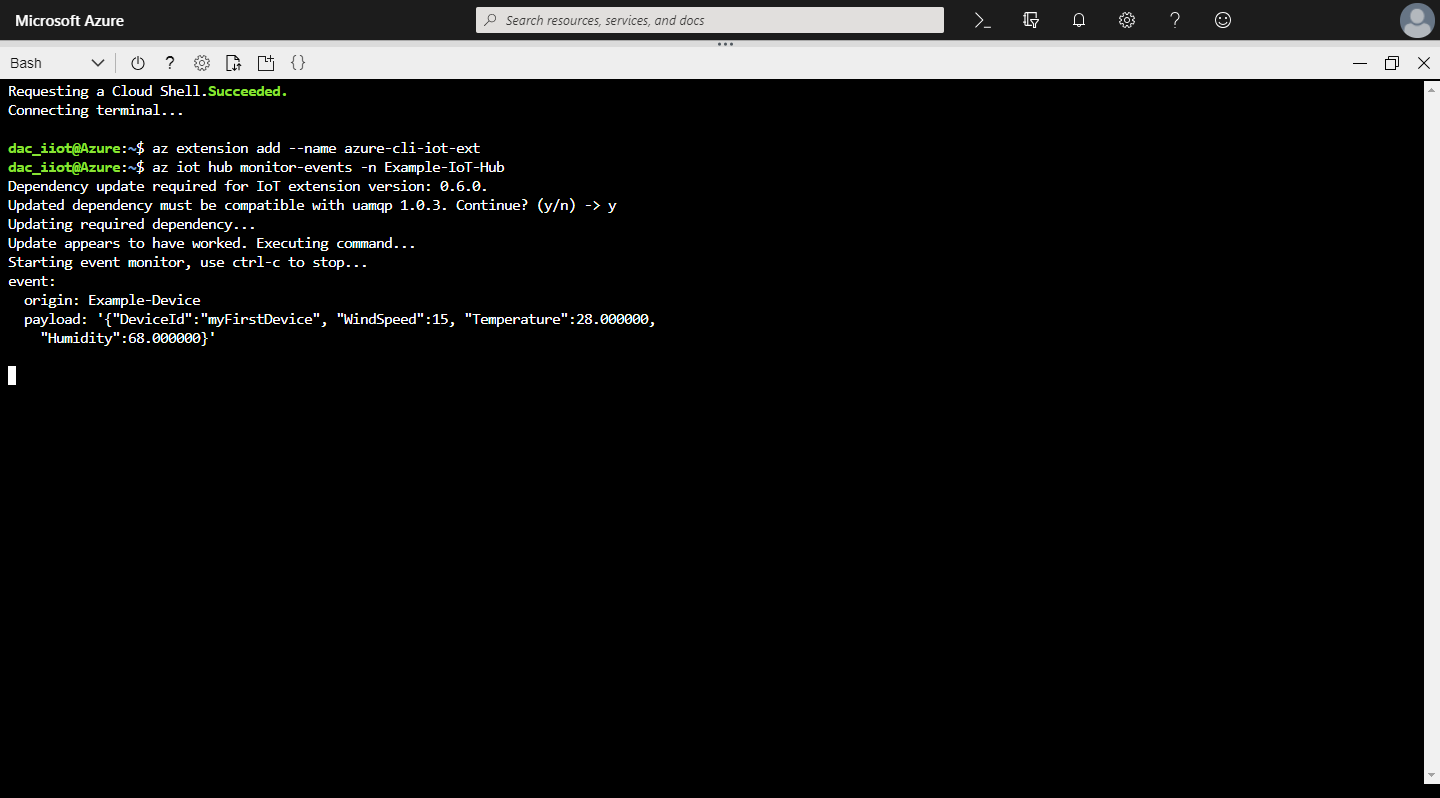 Microsoft Azure
Search resources, services, and docs
Bash
Requesting a Cloud Shell.Succeeded.
Connecting terminal...
dac_iiot@Azure:~$ az extension add --name azure-cli-iot-ext
dac_iiot@Azure:~$ az iot hub monitor-events -n Example-IoT-Hub
Dependency update required for IoT extension version: 0.6.0.
Updated dependency must be compatible with uamqp 1.0.3. Continue? (y/n) -> y
Updating required dependency...
Update appears to have worked. Executing command...
Starting event monitor, use ctrl-c to stop...
event:
  origin: Example-Device
  payload: '{"DeviceId":"myFirstDevice", "WindSpeed":15, "Temperature":28.000000,
    "Humidity":68.000000}'